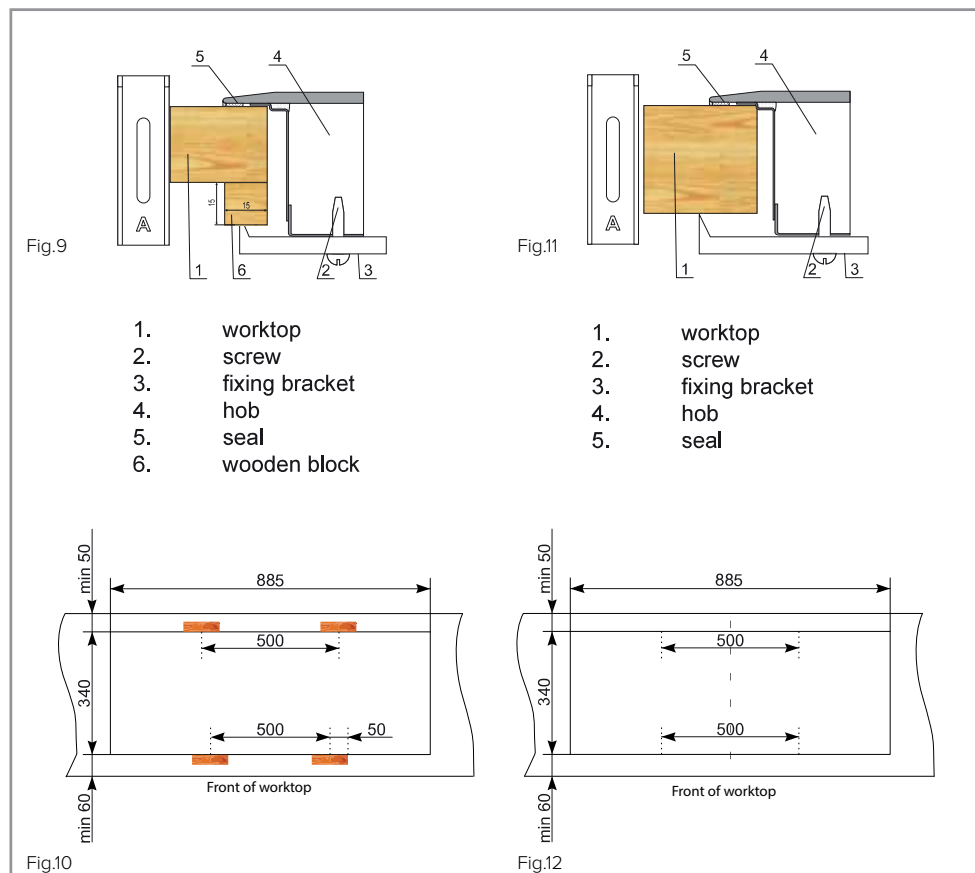 5
4
A
15
15
Fig.9
1
6
2
3
1. worktop
2. screw
3. fixing bracket
4. hob
5. seal
6. wooden block
5
4
A
Fig.11
1
2
3
1. worktop
2. screw
3. fixing bracket
4. hob
5. seal
min 50
885
500
340
500
50
min 60
Front of worktop
Fig.10
min 50
885
500
340
500
min 60
Front of worktop
Fig.12